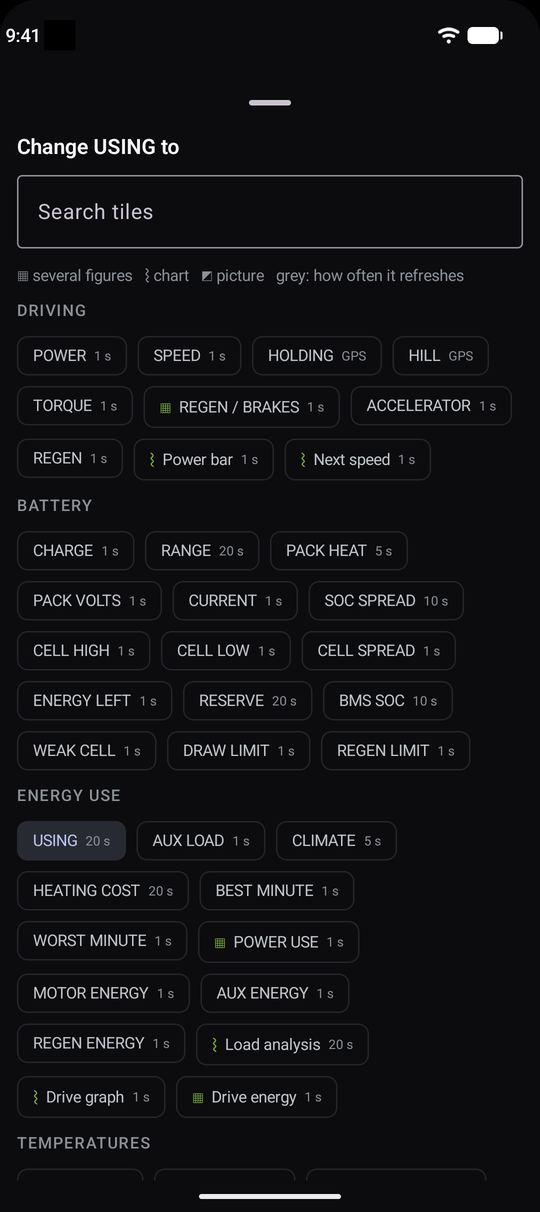 9:41
Change USING to
Search tiles
▦ several figures ⌇ chart ◩ picture grey: how often it refreshes
DRIVING
POWER 1 s SPEED 1 s HOLDING GPS HILL GPS
TORQUE 1 s ▦ REGEN / BRAKES 1 s ACCELERATOR 1 s
REGEN 1 s ⌇ Power bar 1 s ⌇ Next speed 1 s
BATTERY
CHARGE 1 s RANGE 20 s PACK HEAT 5 s
PACK VOLTS 1 s CURRENT 1 s SOC SPREAD 10 s
CELL HIGH 1 s CELL LOW 1 s CELL SPREAD 1 s
ENERGY LEFT 1 s RESERVE 20 s BMS SOC 10 s
WEAK CELL 1 s DRAW LIMIT 1 s REGEN LIMIT 1 s
ENERGY USE
USING 20 s AUX LOAD 1 s CLIMATE 5 s
HEATING COST 20 s BEST MINUTE 1 s
WORST MINUTE 1 s ▦ POWER USE 1 s
MOTOR ENERGY 1 s AUX ENERGY 1 s
REGEN ENERGY 1 s ⌇ Load analysis 20 s
⌇ Drive graph 1 s ▦ Drive energy 1 s
TEMPERATURES